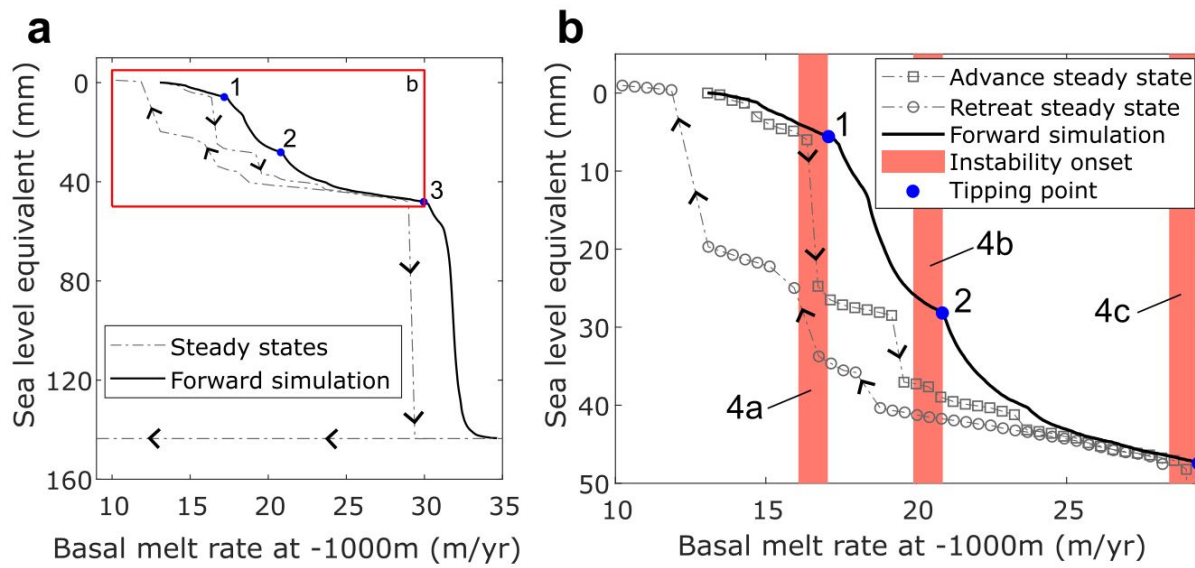 a
b
Sea level equivalent (mm)
0
40
80
120
160
10
15
20
25
30
35
Basal melt rate at -1000m (m/yr)
b
1
2
3
Steady states
Forward simulation
Sea level equivalent (mm)
0
10
20
30
40
50
10
15
20
25
Basal melt rate at -1000m (m/yr)
Advance steady state
Retreat steady state
Forward simulation
Instability onset
Tipping point
1
2
4a
4b
4c